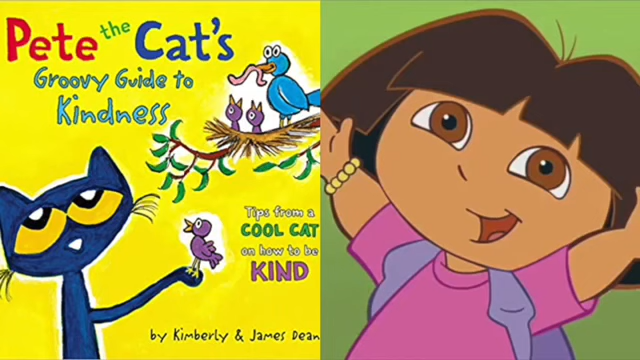 Pete the Cat's
Groovy Guide to
Kindness
Tips from a
COOL CAT
on how to be
KIND
by Kimberly & James Dean